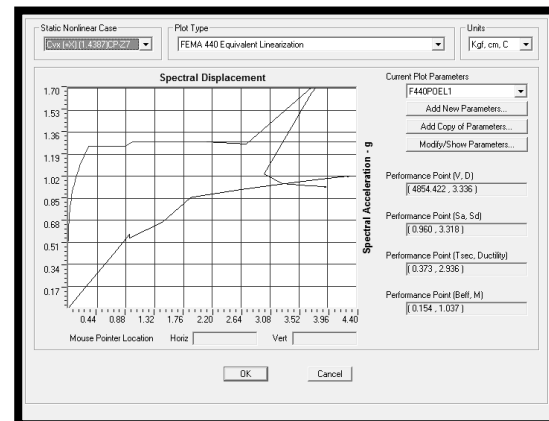 Static Nonlinear Case
Cvx (+X) (1.4387)CP-Z7
Plot Type
FEMA 440 Equivalent Linearization
Units
Kgf, cm, C
Spectral Displacement
1.70
1.53
1.36
1.19
1.02
0.85
0.68
0.51
0.34
0.17
0.44 0.88 1.32 1.76 2.20 2.64 3.08 3.52 3.96 4.40
Spectral Acceleration - g
Mouse Pointer Location Horiz Vert
Current Plot Parameters
F440POEL1
Add New Parameters...
Add Copy of Parameters...
Modify/Show Parameters...
Performance Point (V, D)
( 4854.422 , 3.336 )
Performance Point (Sa, Sd)
( 0.960 , 3.318 )
Performance Point (Tsec, Ductility)
( 0.373 , 2.936 )
Performance Point (Beff, M)
( 0.154 , 1.037 )
OK Cancel